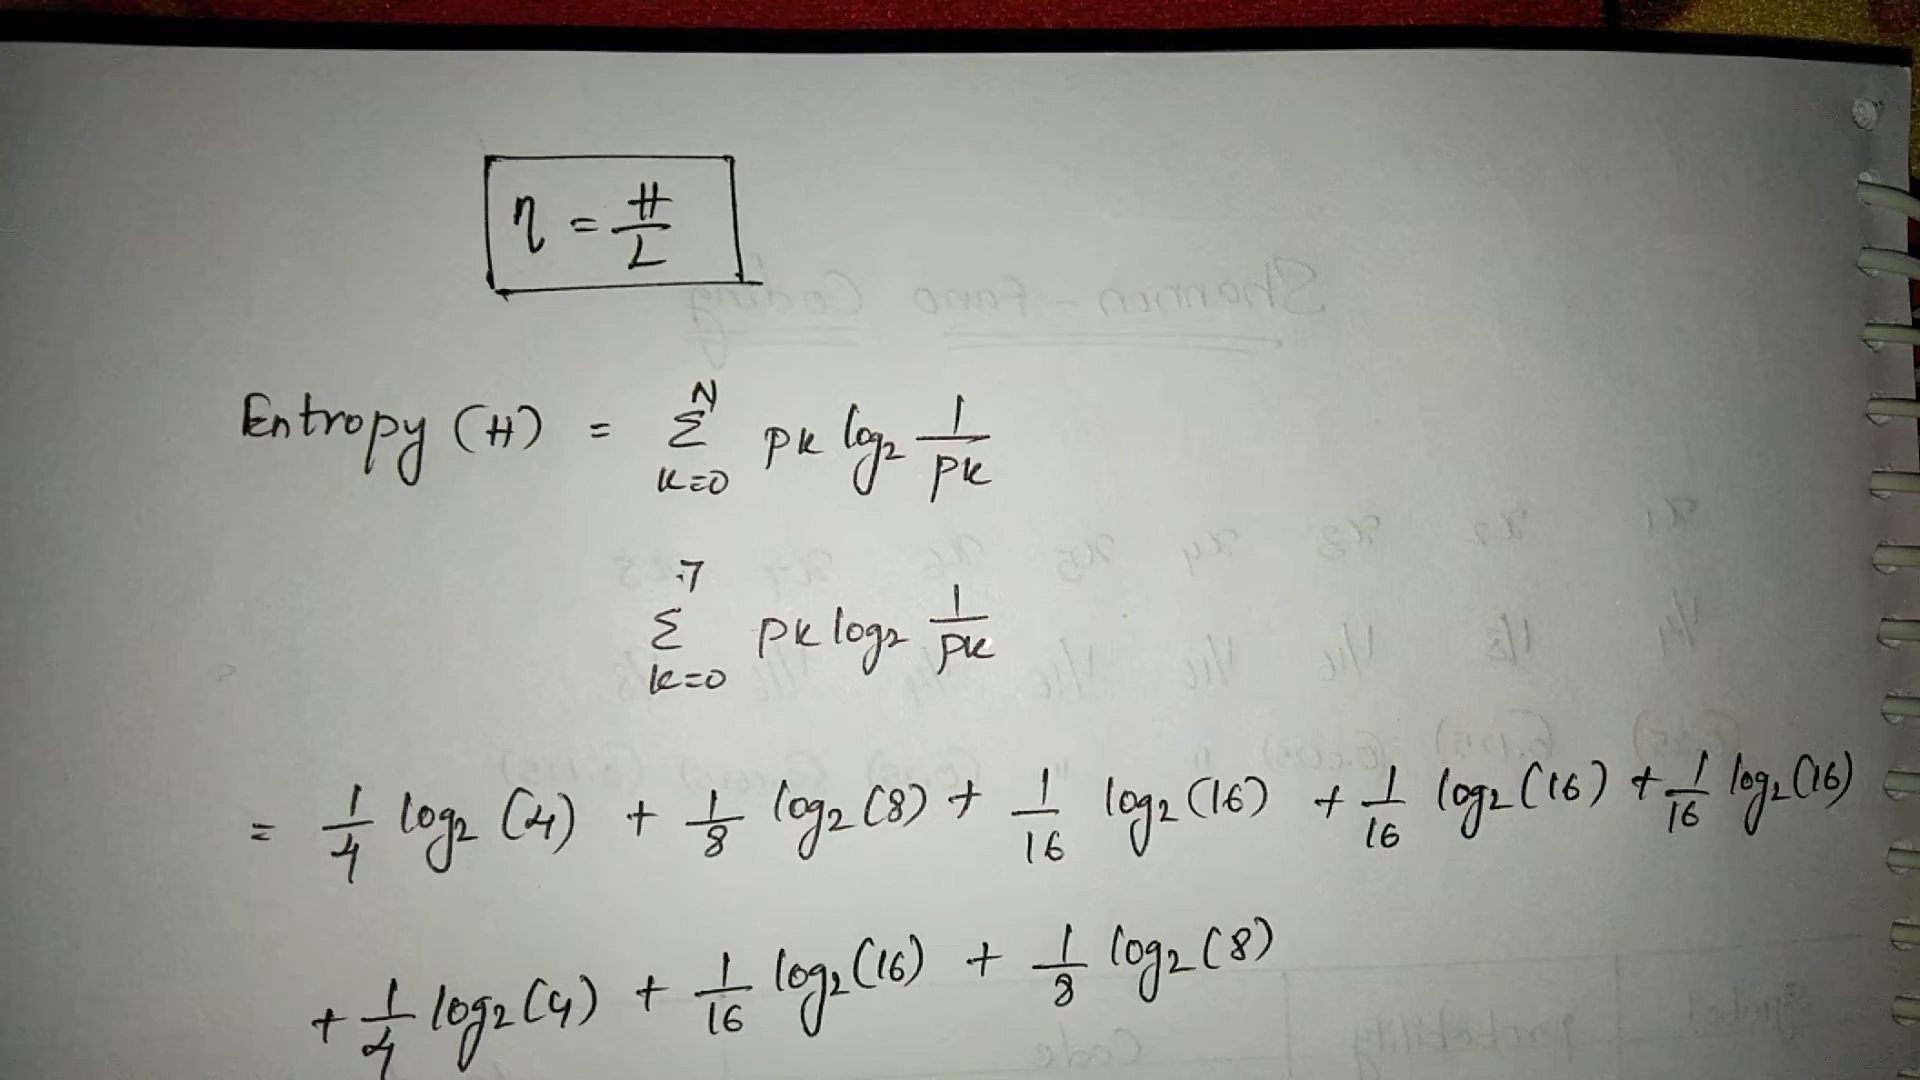 η = H/L
Entropy (H) = Σ_{k=0}^{N} pk log₂ 1/pk
Σ_{k=0}^{7} pk log₂ 1/pk
= 1/4 log₂ (4) + 1/8 log₂ (8) + 1/16 log₂ (16) + 1/16 log₂ (16) + 1/16 log₂ (16)
+ 1/4 log₂ (4) + 1/16 log₂ (16) + 1/8 log₂ (8)